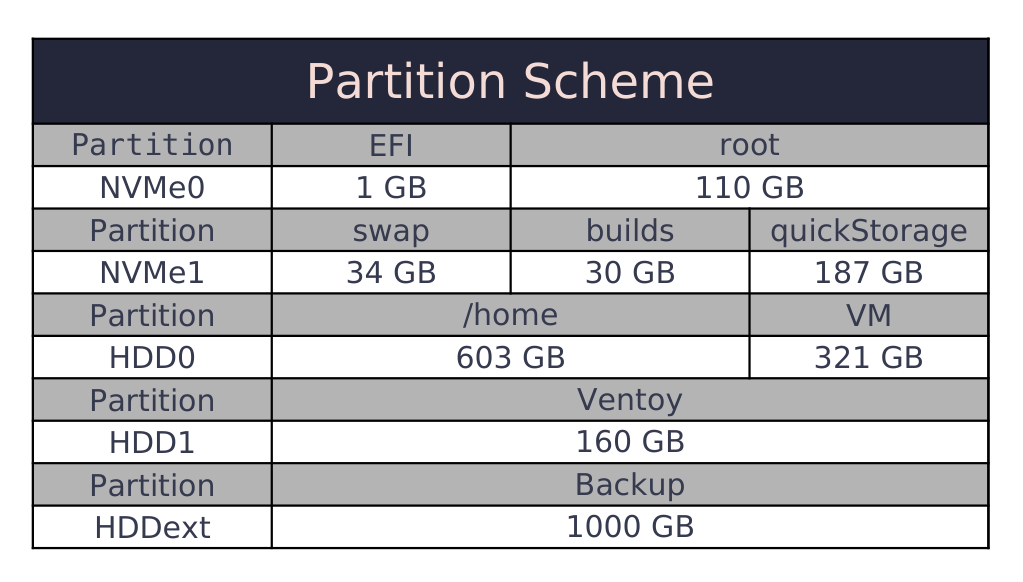 Partition Scheme
Partition EFI root
NVMe0 1 GB 110 GB
Partition swap builds quickStorage
NVMe1 34 GB 30 GB 187 GB
Partition /home VM
HDD0 603 GB 321 GB
Partition Ventoy
HDD1 160 GB
Partition Backup
HDDext 1000 GB